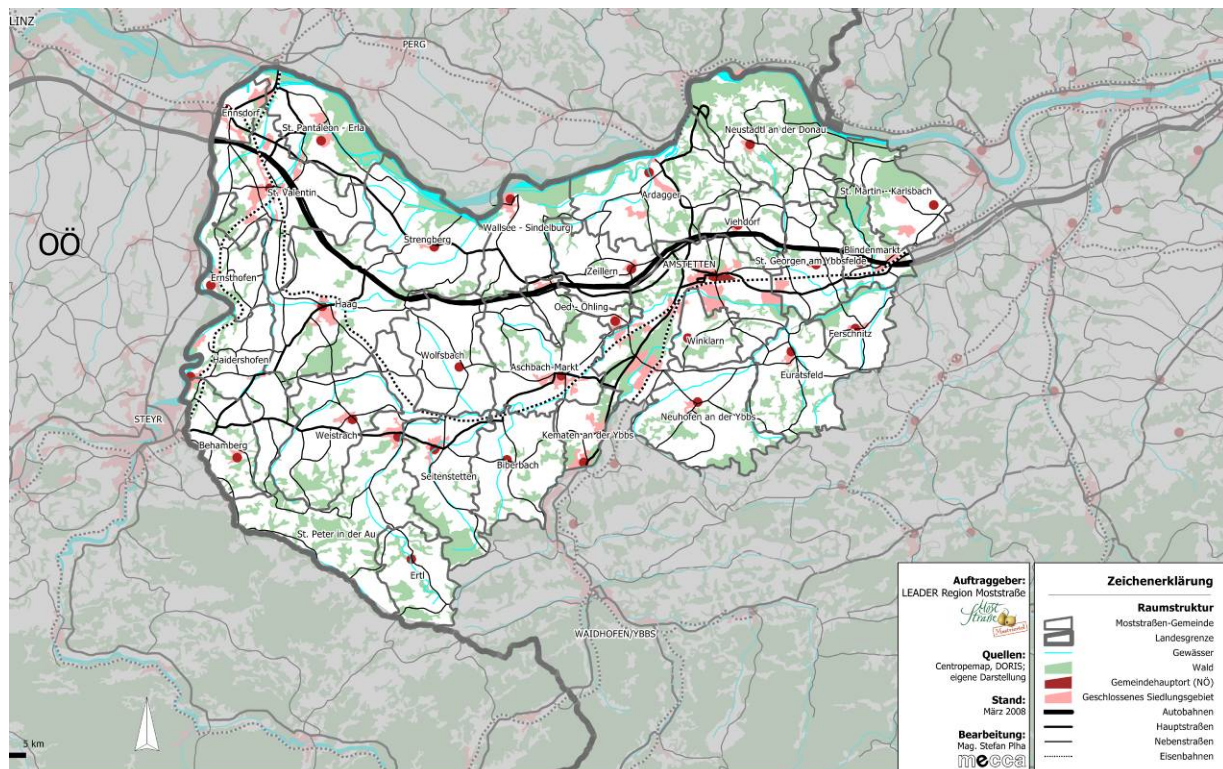 LINZ
PERG
Ennsdorf
St. Pantaleon - Erla
Neustadtl an der Donau
St. Valentin
Ardagger
St. Martin - Karlsbach
Wallsee - Sindelburg
Viehdorf
OÖ
Strengberg
Blindenmarkt
Zeillern
AMSTETTEN
St. Georgen am Ybbsfelde
Ernsthofen
Haag
Oed - Öhling
Ferschnitz
Winklarn
Haidershofen
Wolfsbach
Aschbach-Markt
Euratsfeld
STEYR
Neuhofen an der Ybbs
Weistrach
Behamberg
Kematen an der Ybbs
Seitenstetten
Biberbach
St. Peter in der Au
Ertl
WAIDHOFEN/YBBS
5 km
Auftraggeber:
LEADER Region Moststraße
Most
Straße
Quellen:
Centropemap, DORIS;
eigene Darstellung
Stand:
März 2008
Bearbeitung:
Mag. Stefan Plha
mecca
Zeichenerklärung
Raumstruktur
Moststraßen-Gemeinde
Landesgrenze
Gewässer
Wald
Gemeindehauptort (NÖ)
Geschlossenes Siedlungsgebiet
Autobahnen
Hauptstraßen
Nebenstraßen
Eisenbahnen